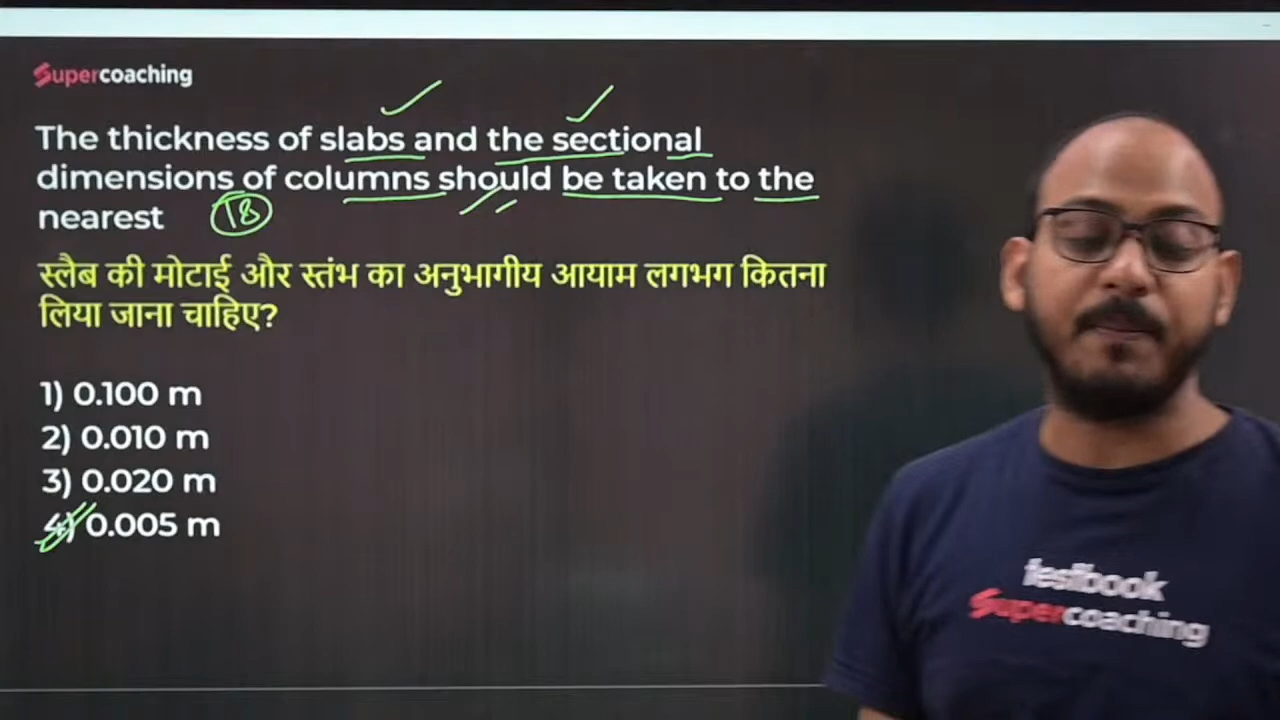 Supercoaching
The thickness of slabs and the sectional
dimensions of columns should be taken to the
nearest 18
स्लैब की मोटाई और स्तंभ का अनुभागीय आयाम लगभग कितना
लिया जाना चाहिए?
1) 0.100 m
2) 0.010 m
3) 0.020 m
4) 0.005 m
testbook
Supercoaching